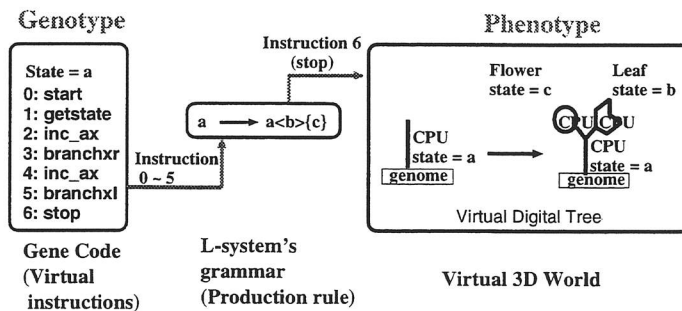 Genotype
State = a
0: start
1: getstate
2: inc_ax
3: branchxr
4: inc_ax
5: branchxl
6: stop
Gene Code
(Virtual
instructions)
Instruction
0 ~ 5
a → a<b>{c}
L-system's
grammar
(Production rule)
Instruction 6
(stop)
Phenotype
CPU
state = a
genome
Flower
state = c
Leaf
state = b
CPU
CPU
CPU
state = a
genome
Virtual Digital Tree
Virtual 3D World